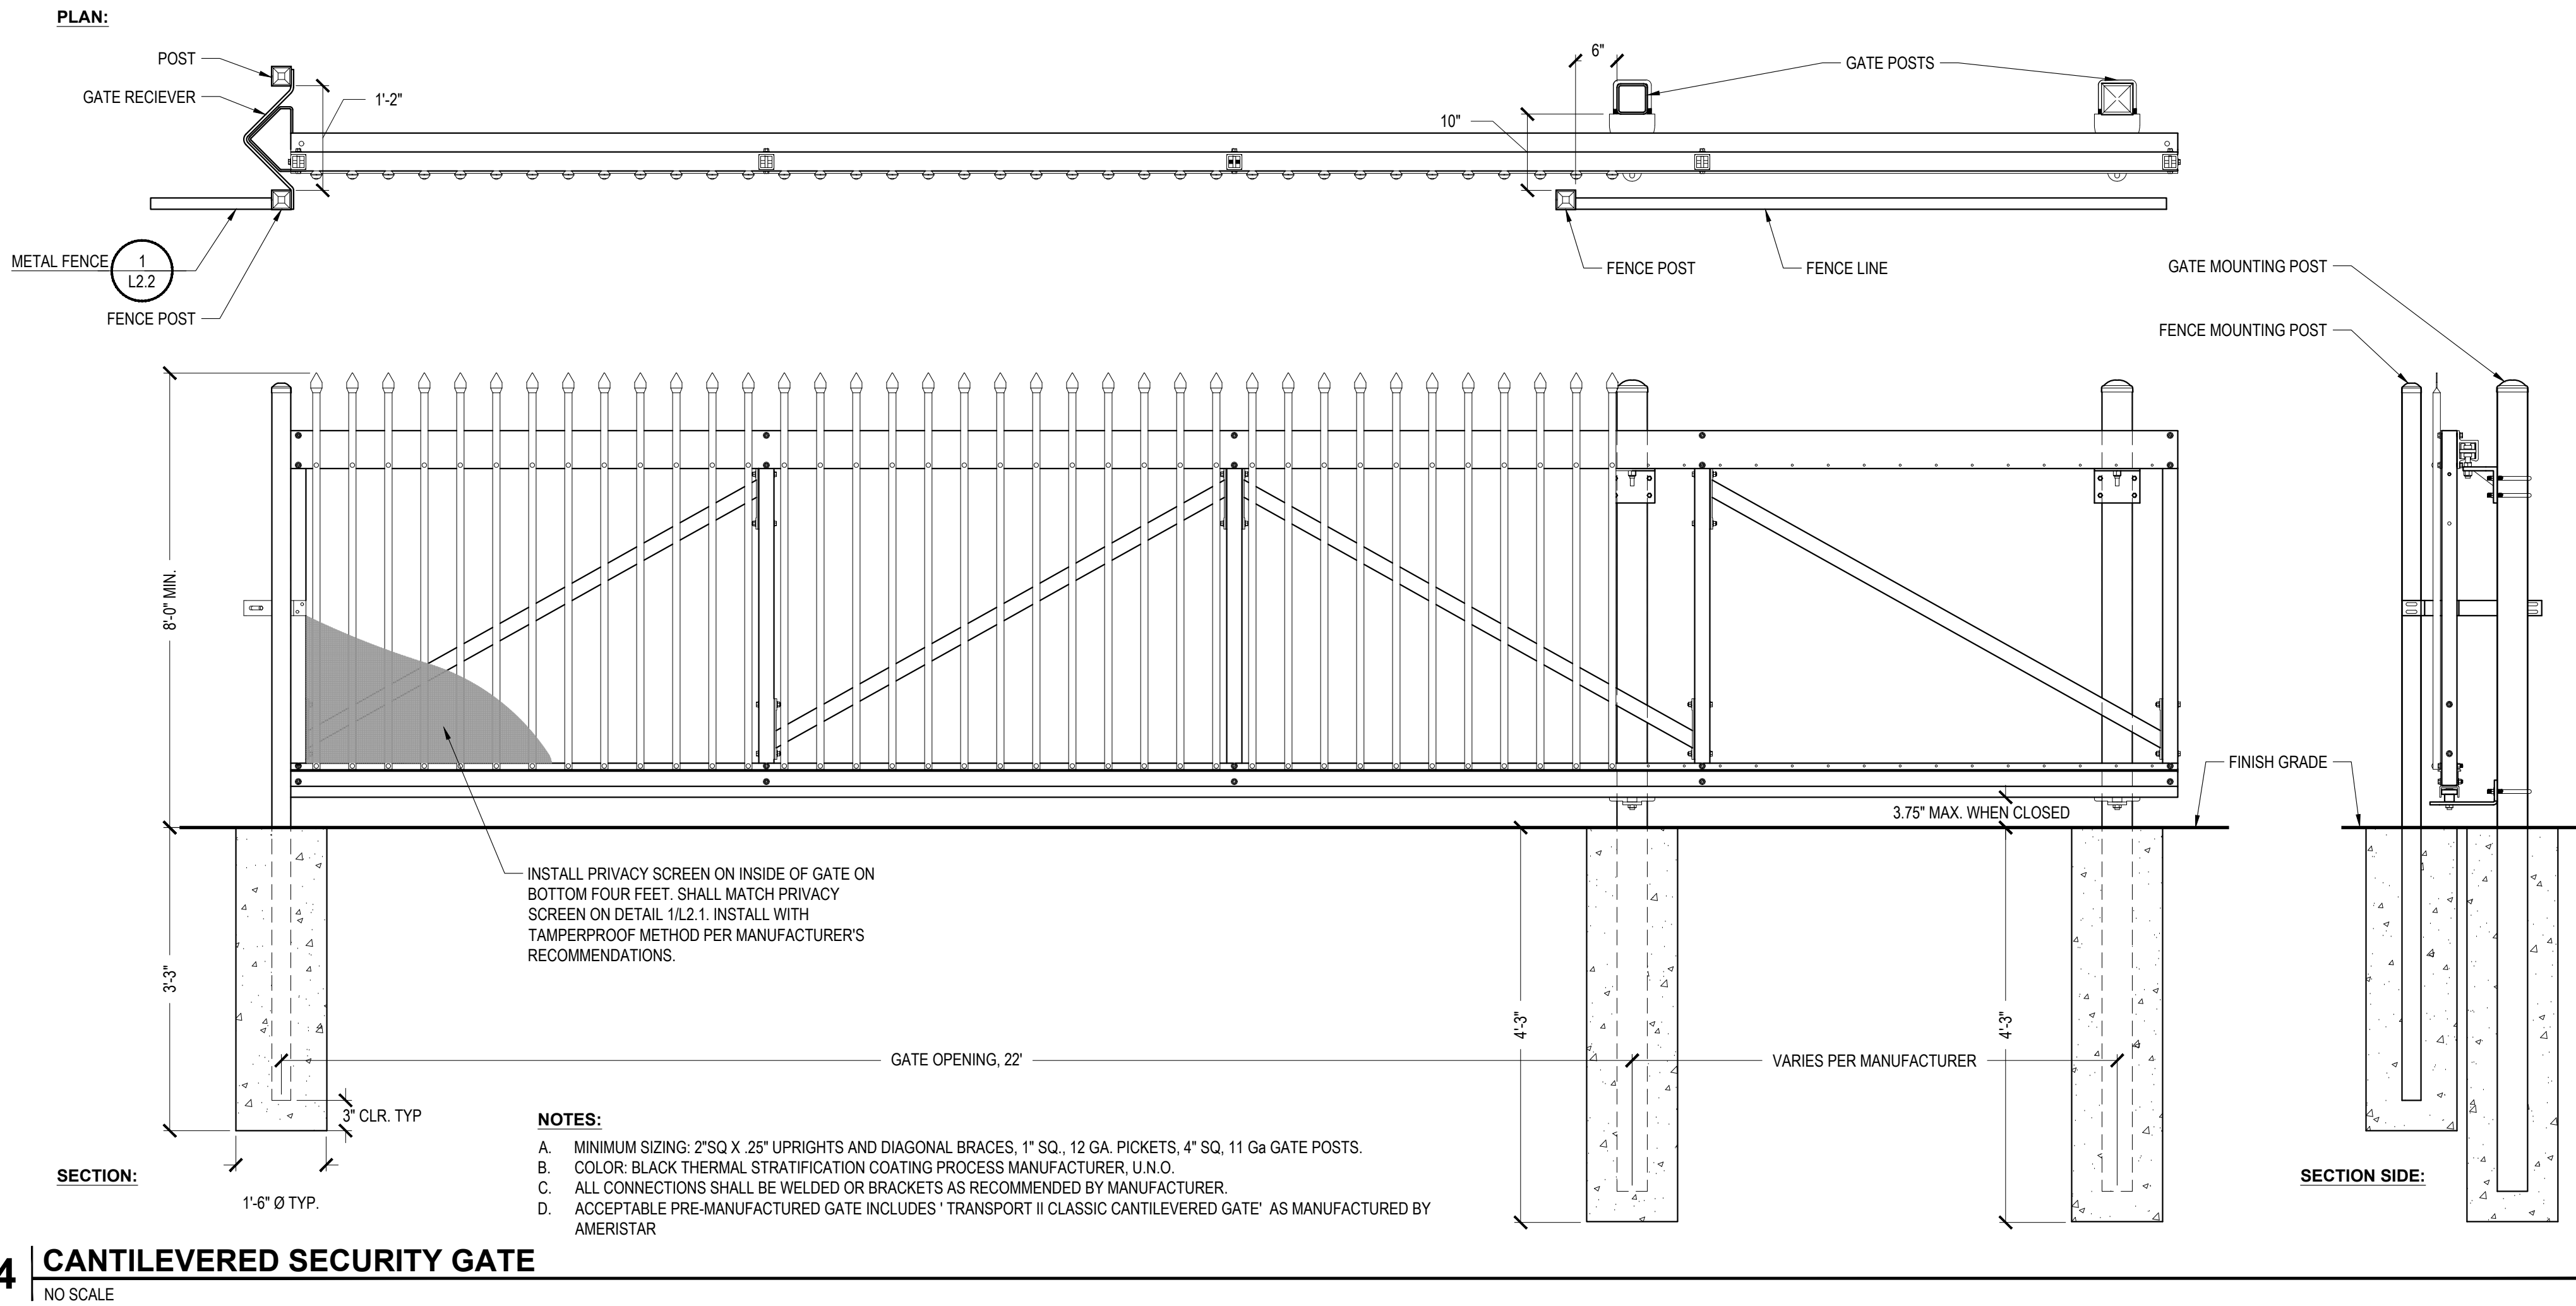 PLAN:
POST
GATE RECIEVER
1'-2"
6"
GATE POSTS
10"
METAL FENCE
1
L2.2
FENCE POST
FENCE POST
FENCE LINE
GATE MOUNTING POST
FENCE MOUNTING POST
8'-0" MIN.
FINISH GRADE
3.75" MAX. WHEN CLOSED
INSTALL PRIVACY SCREEN ON INSIDE OF GATE ON
BOTTOM FOUR FEET. SHALL MATCH PRIVACY
SCREEN ON DETAIL 1/L2.1. INSTALL WITH
TAMPERPROOF METHOD PER MANUFACTURER'S
RECOMMENDATIONS.
3'-3"
4'-3"
4'-3"
GATE OPENING, 22'
VARIES PER MANUFACTURER
3" CLR. TYP
1'-6" Ø TYP.
SECTION:
NOTES:
A. MINIMUM SIZING: 2"SQ X .25" UPRIGHTS AND DIAGONAL BRACES, 1" SQ., 12 GA. PICKETS, 4" SQ, 11 Ga GATE POSTS.
B. COLOR: BLACK THERMAL STRATIFICATION COATING PROCESS MANUFACTURER, U.N.O.
C. ALL CONNECTIONS SHALL BE WELDED OR BRACKETS AS RECOMMENDED BY MANUFACTURER.
D. ACCEPTABLE PRE-MANUFACTURED GATE INCLUDES ' TRANSPORT II CLASSIC CANTILEVERED GATE' AS MANUFACTURED BY
AMERISTAR
SECTION SIDE:
4 CANTILEVERED SECURITY GATE
NO SCALE